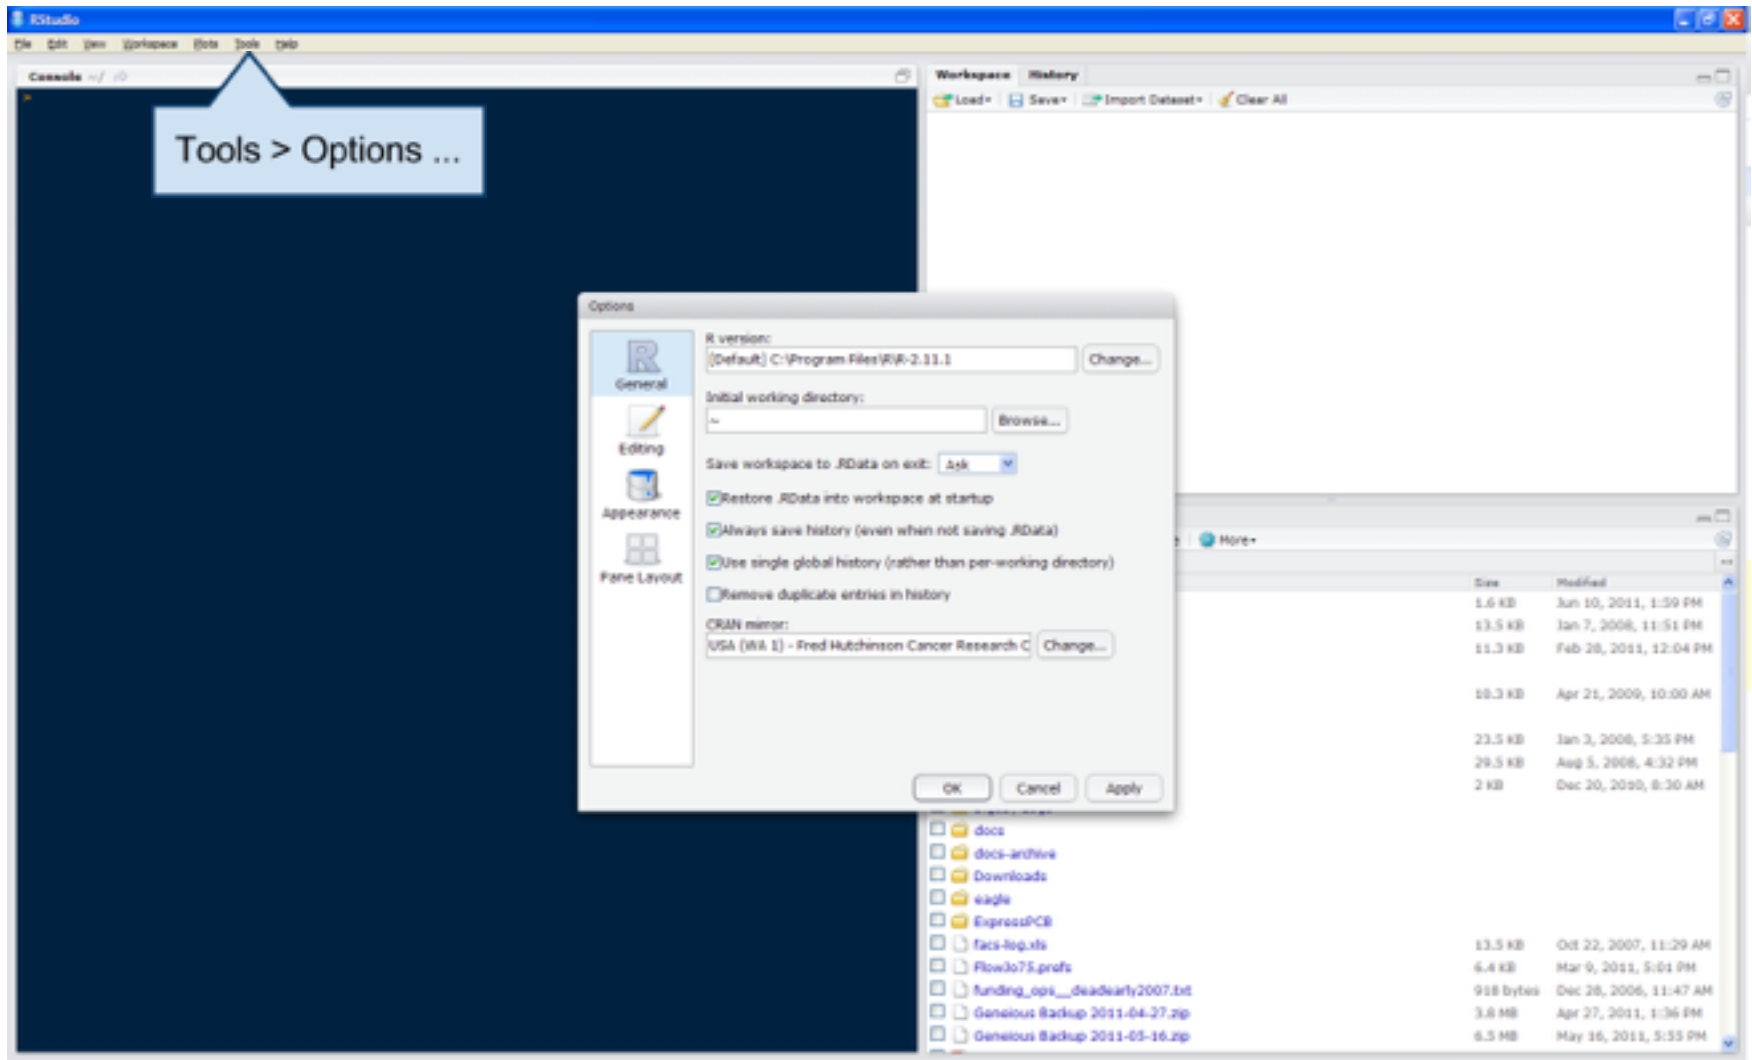 RStudio
File Edit View Workspace Plots Tools Help
Console ~/
>
Tools > Options ...
Workspace History
Load Save Import Dataset Clear All
Options
General
Editing
Appearance
Pane Layout
R version:
[Default] C:\Program Files\R\R-2.11.1
Change...
Initial working directory:
~
Browse...
Save workspace to .RData on exit: Ask
Restore .RData into workspace at startup
Always save history (even when not saving .RData)
Use single global history (rather than per-working directory)
Remove duplicate entries in history
CRAN mirror:
USA (WA 1) - Fred Hutchinson Cancer Research C
Change...
OK Cancel Apply
More
Size Modified
1.6 KB Jun 10, 2011, 1:59 PM
13.5 KB Jan 7, 2008, 11:51 PM
11.3 KB Feb 28, 2011, 12:04 PM
10.3 KB Apr 21, 2009, 10:00 AM
23.5 KB Jan 3, 2008, 5:35 PM
29.5 KB Aug 5, 2008, 4:32 PM
2 KB Dec 20, 2010, 8:30 AM
docs
docs-archive
Downloads
eagle
ExpressPCB
facs-log.xls 13.5 KB Oct 22, 2007, 11:29 AM
FlowJo75.prefs 6.4 KB Mar 9, 2011, 5:01 PM
funding_ops__deadearly2007.txt 918 bytes Dec 28, 2006, 11:47 AM
Geneious Backup 2011-04-27.zip 3.8 MB Apr 27, 2011, 1:36 PM
Geneious Backup 2011-05-16.zip 6.5 MB May 16, 2011, 5:55 PM